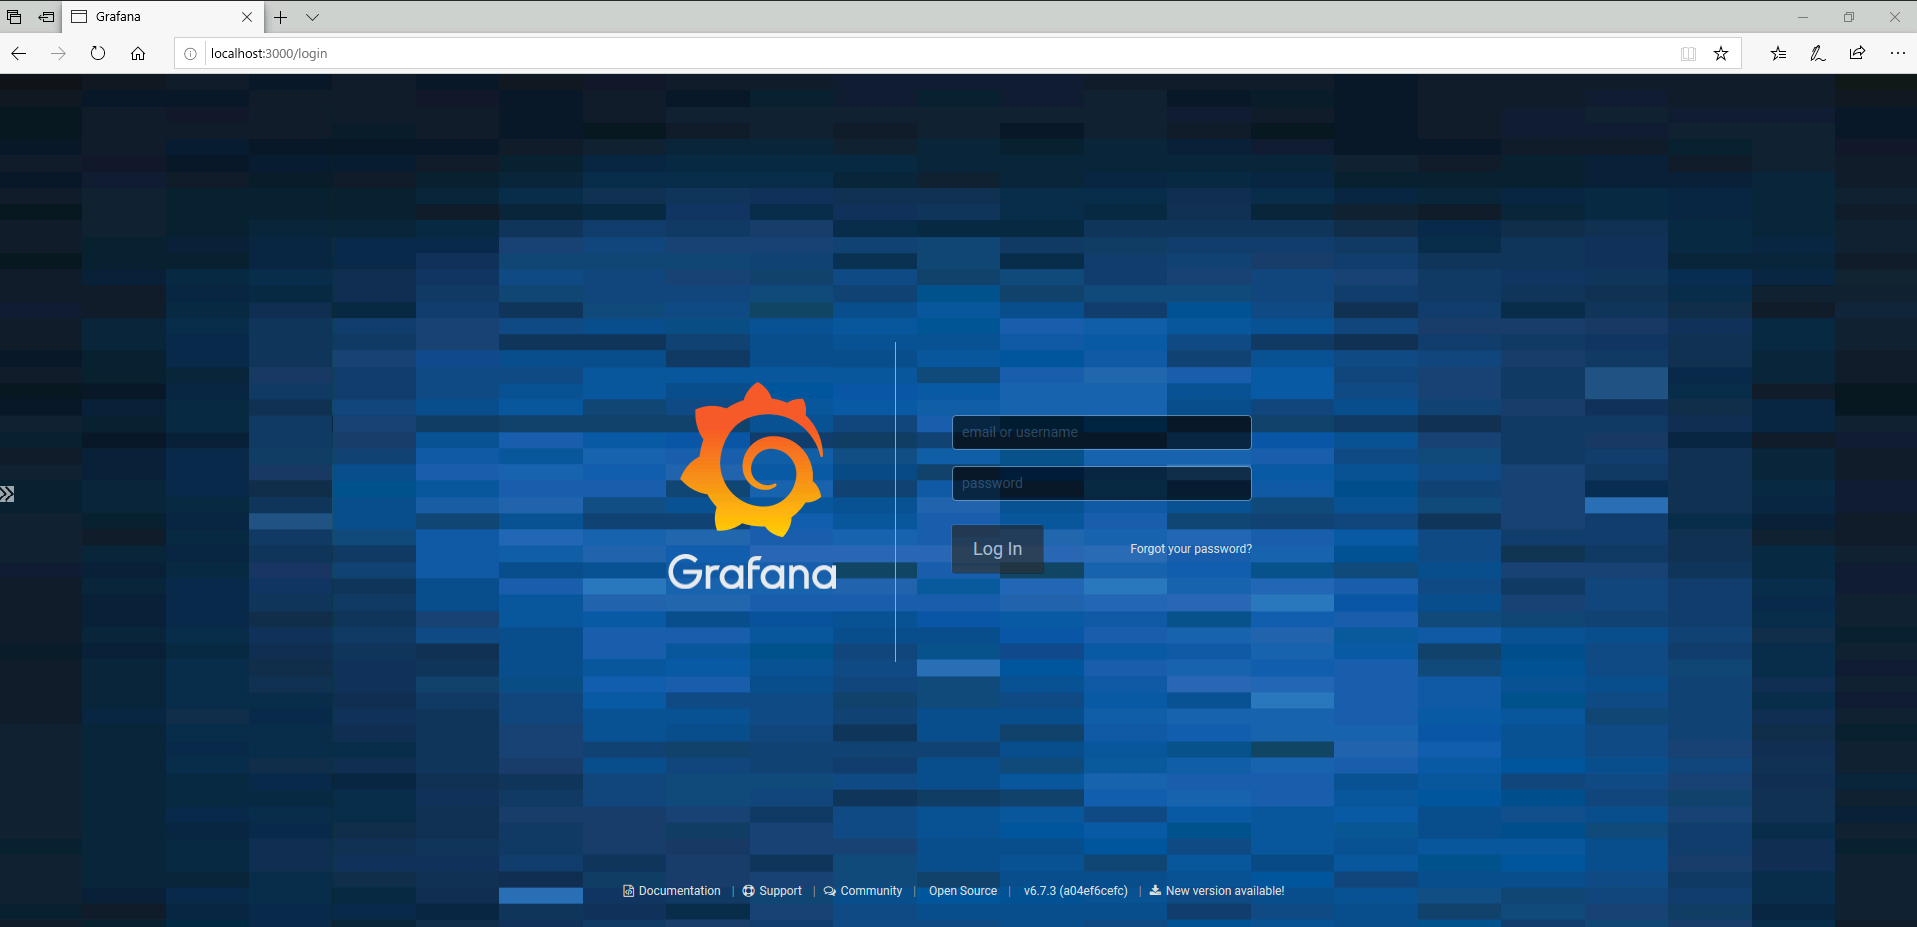 Grafana
localhost:3000/login
email or username
password
Log In
Forgot your password?
Grafana
Documentation | Support | Community | Open Source | v6.7.3 (a04ef6cefc) | New version available!